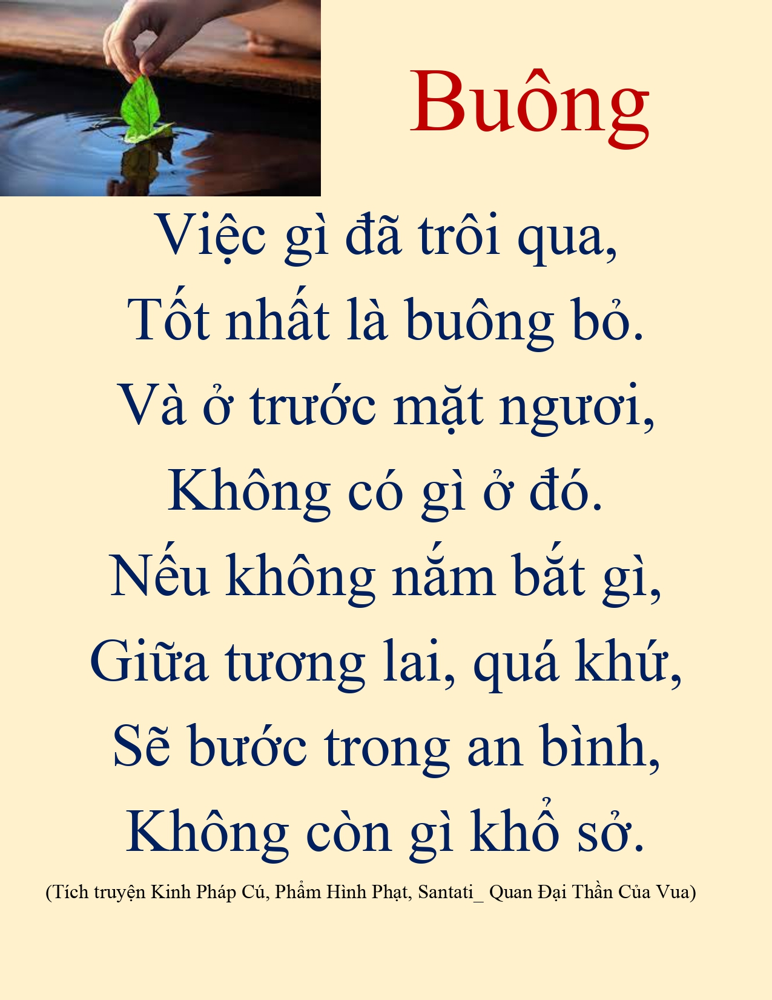 Buông
Việc gì đã trôi qua,
Tốt nhất là buông bỏ.
Và ở trước mặt ngươi,
Không có gì ở đó.
Nếu không nắm bắt gì,
Giữa tương lai, quá khứ,
Sẽ bước trong an bình,
Không còn gì khổ sở.
(Tích truyện Kinh Pháp Cú, Phẩm Hình Phạt, Santati_ Quan Đại Thần Của Vua)